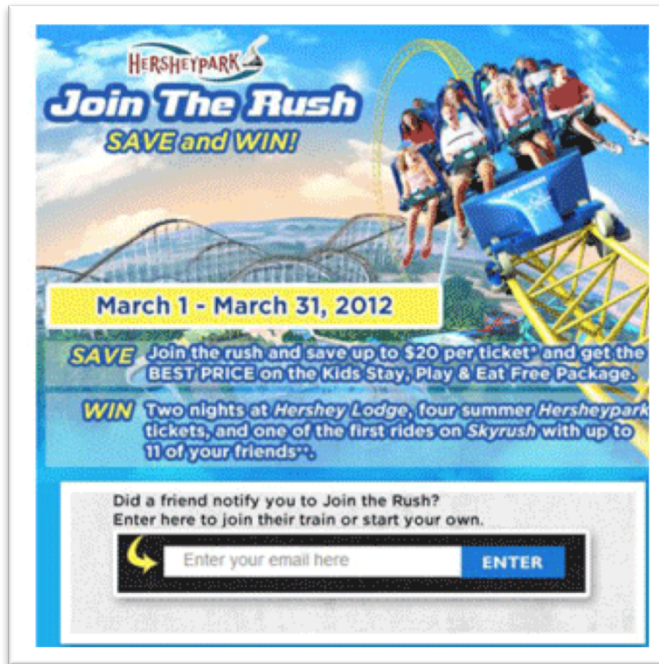 HERSHEYPARK
Join The Rush
SAVE and WIN!
March 1 - March 31, 2012
SAVE Join the rush and save up to $20 per ticket* and get the
BEST PRICE on the Kids Stay, Play & Eat Free Package.
WIN Two nights at Hershey Lodge, four summer Hersheypark
tickets, and one of the first rides on Skyrush with up to
11 of your friends**.
Did a friend notify you to Join the Rush?
Enter here to join their train or start your own.
Enter your email here ENTER